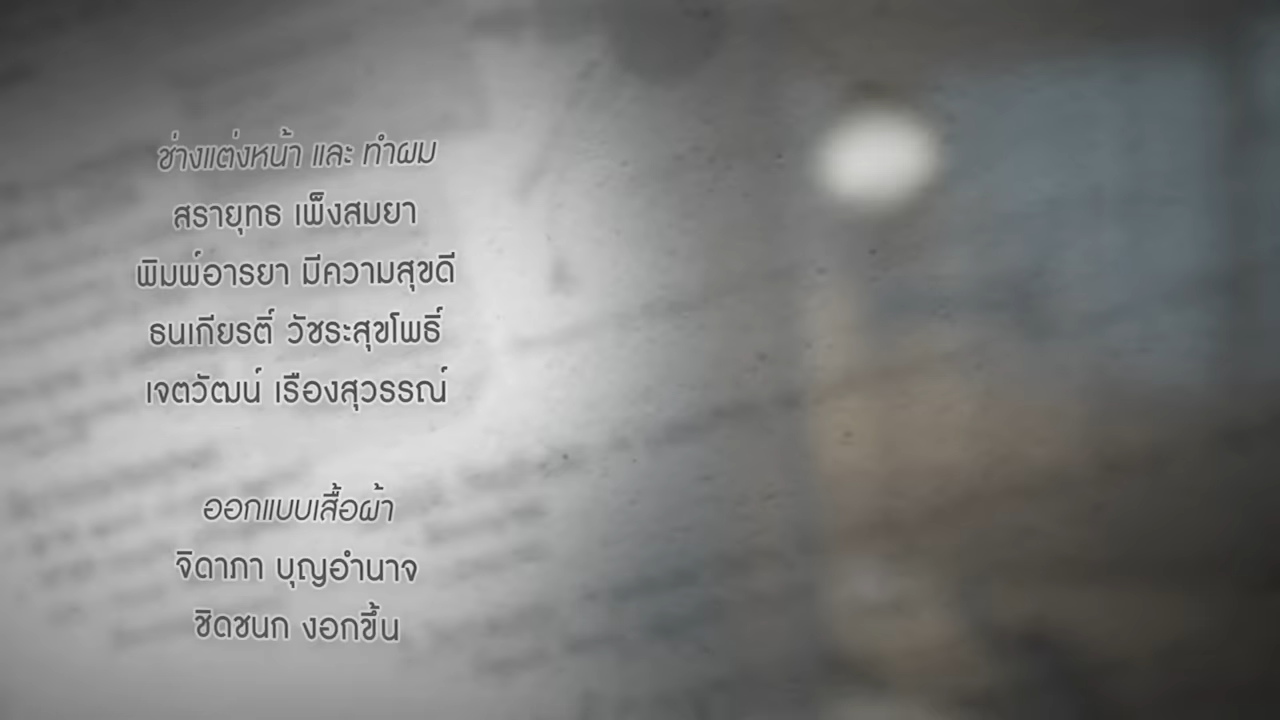 ช่างแต่งหน้า และ ทำผม
สรายุทธ เพ็งสมยา
พิมพ์อารยา มีความสุขดี
ธนเกียรติ์ วัชระสุขโพธิ์
เจตวัฒน์ เรืองสุวรรณ์
ออกแบบเสื้อผ้า
จิดาภา บุญอำนาจ
ชิดชนก งอกขึ้น